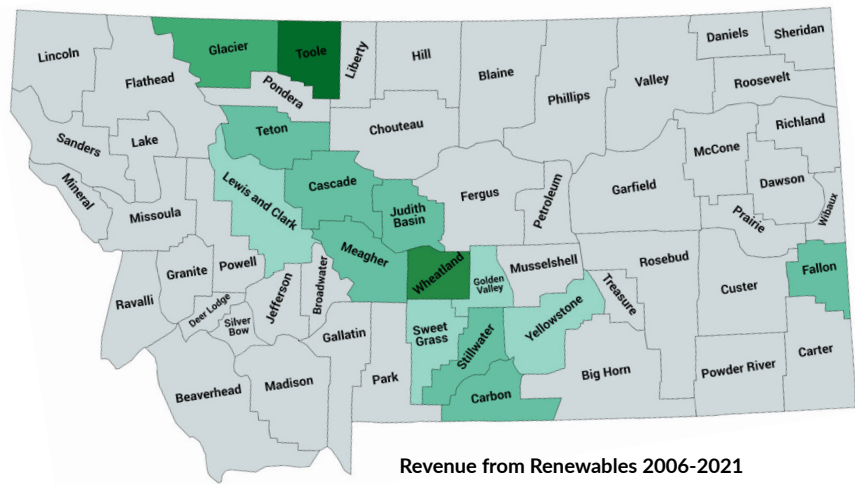 Lincoln
Flathead
Glacier
Toole
Liberty
Hill
Blaine
Phillips
Valley
Daniels
Sheridan
Roosevelt
Pondera
Teton
Chouteau
Richland
McCone
Dawson
Wibaux
Prairie
Garfield
Petroleum
Fergus
Judith
Basin
Cascade
Lewis and Clark
Lake
Sanders
Mineral
Missoula
Powell
Granite
Ravalli
Deer Lodge
Silver
Bow
Jefferson
Broadwater
Meagher
Wheatland
Golden
Valley
Musselshell
Rosebud
Treasure
Custer
Fallon
Carter
Powder River
Big Horn
Yellowstone
Stillwater
Sweet
Grass
Carbon
Park
Gallatin
Madison
Beaverhead
Revenue from Renewables 2006-2021